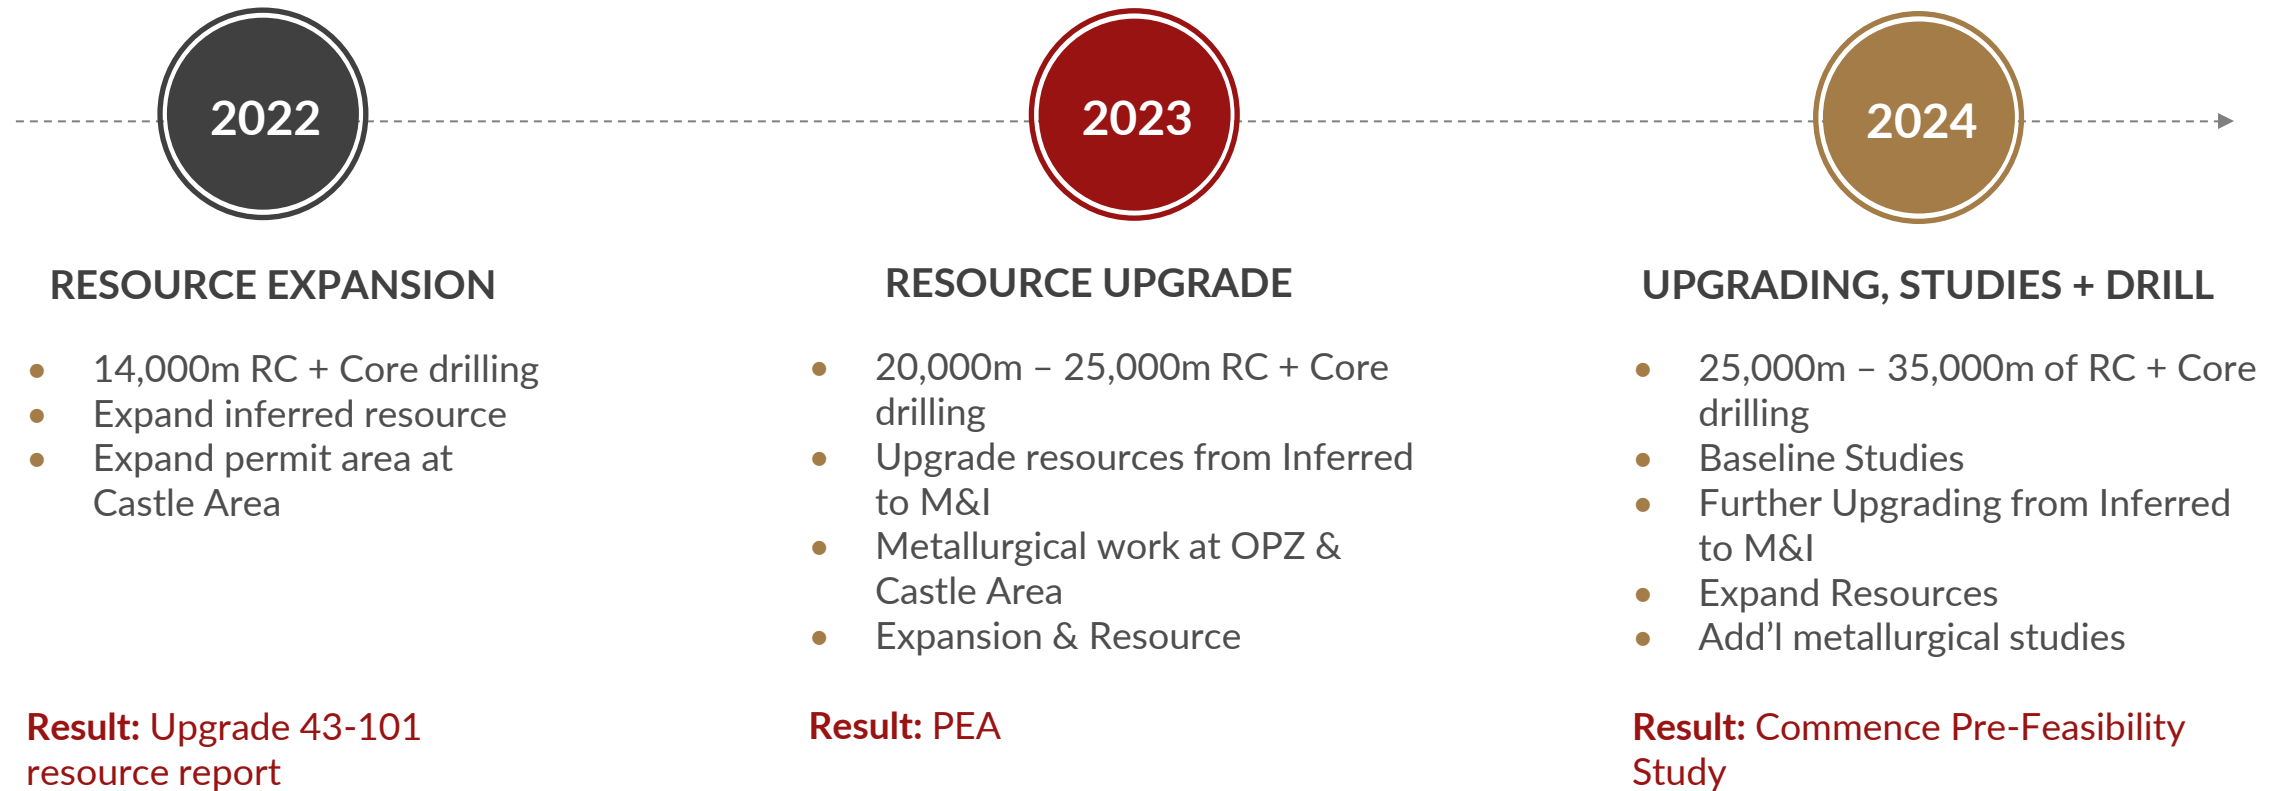 2022
RESOURCE EXPANSION
• 14,000m RC + Core drilling
• Expand inferred resource
• Expand permit area at
Castle Area
Result: Upgrade 43-101
resource report
2023
RESOURCE UPGRADE
• 20,000m – 25,000m RC + Core
drilling
• Upgrade resources from Inferred
to M&I
• Metallurgical work at OPZ &
Castle Area
• Expansion & Resource
Result: PEA
2024
UPGRADING, STUDIES + DRILL
• 25,000m – 35,000m of RC + Core
drilling
• Baseline Studies
• Further Upgrading from Inferred
to M&I
• Expand Resources
• Add’l metallurgical studies
Result: Commence Pre-Feasibility
Study